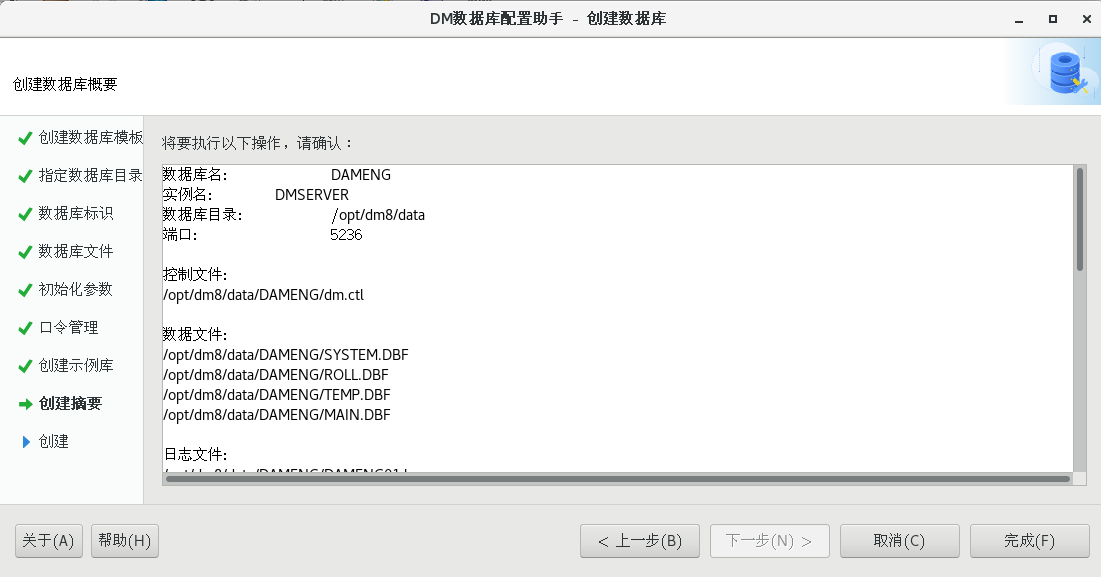 DM数据库配置助手 - 创建数据库
创建数据库概要
创建数据库模板
指定数据库目录
数据库标识
数据库文件
初始化参数
口令管理
创建示例库
创建摘要
创建
将要执行以下操作，请确认：
数据库名: DAMENG
实例名: DMSERVER
数据库目录: /opt/dm8/data
端口: 5236
控制文件:
/opt/dm8/data/DAMENG/dm.ctl
数据文件:
/opt/dm8/data/DAMENG/SYSTEM.DBF
/opt/dm8/data/DAMENG/ROLL.DBF
/opt/dm8/data/DAMENG/TEMP.DBF
/opt/dm8/data/DAMENG/MAIN.DBF
日志文件:
关于(A) 帮助(H) < 上一步(B) 下一步(N) > 取消(C) 完成(F)